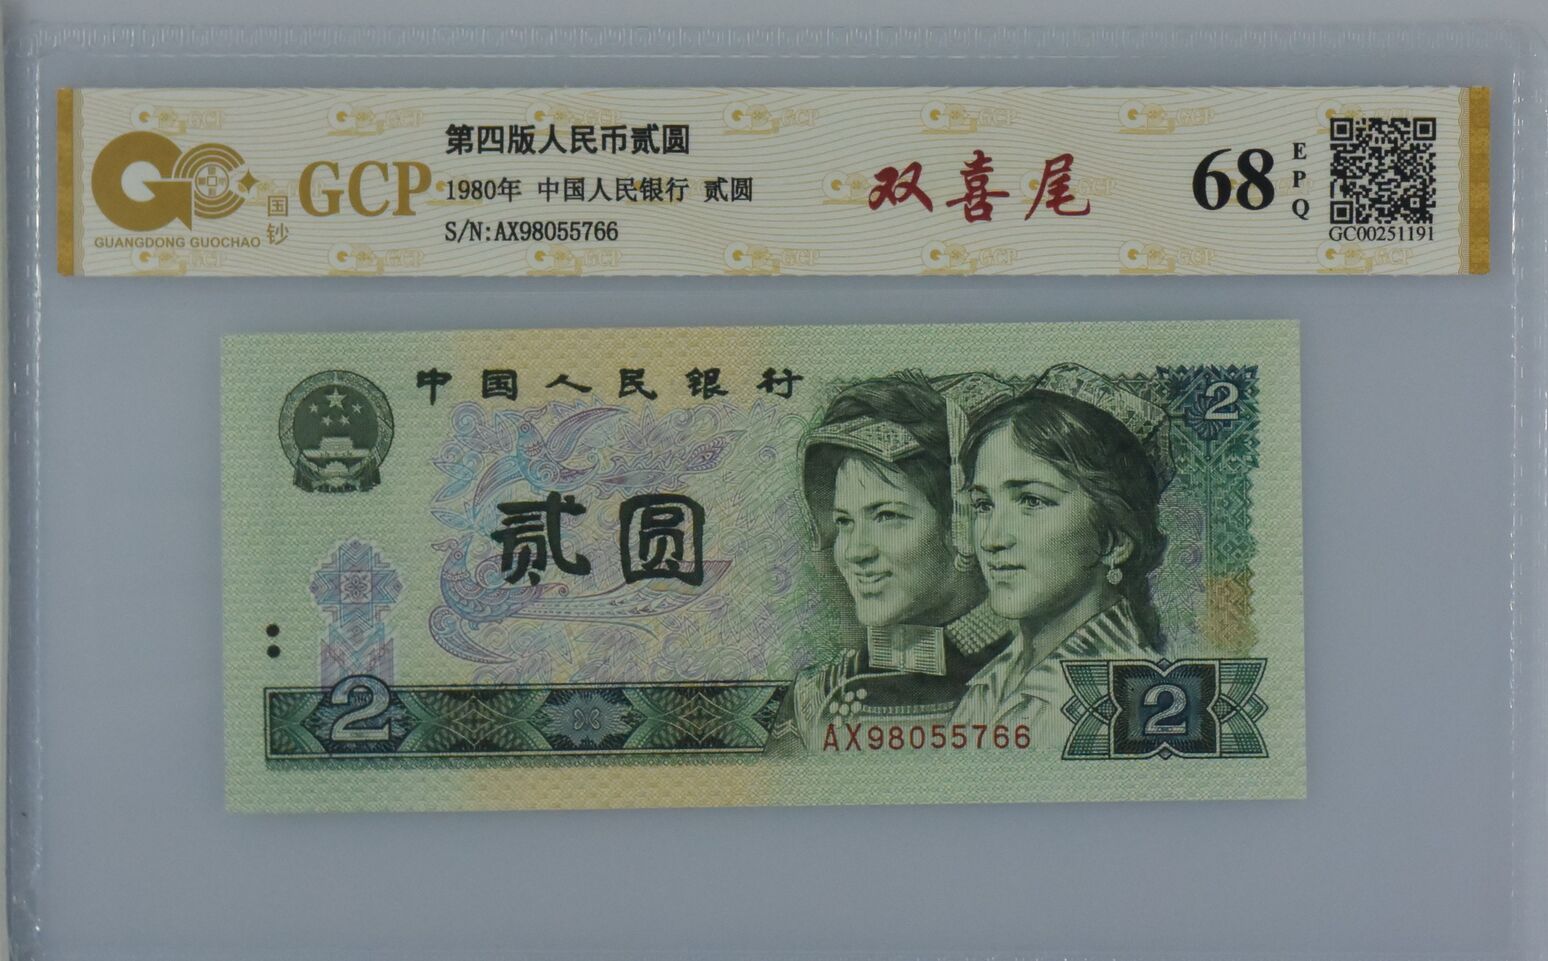 GUANGDONG GUOCHAO
国钞
GCP
第四版人民币贰圆
1980年 中国人民银行 贰圆
S/N:AX98055766
双喜尾
68
EPQ
GC00251191
中国人民银行
2
贰圆
2
AX98055766
2